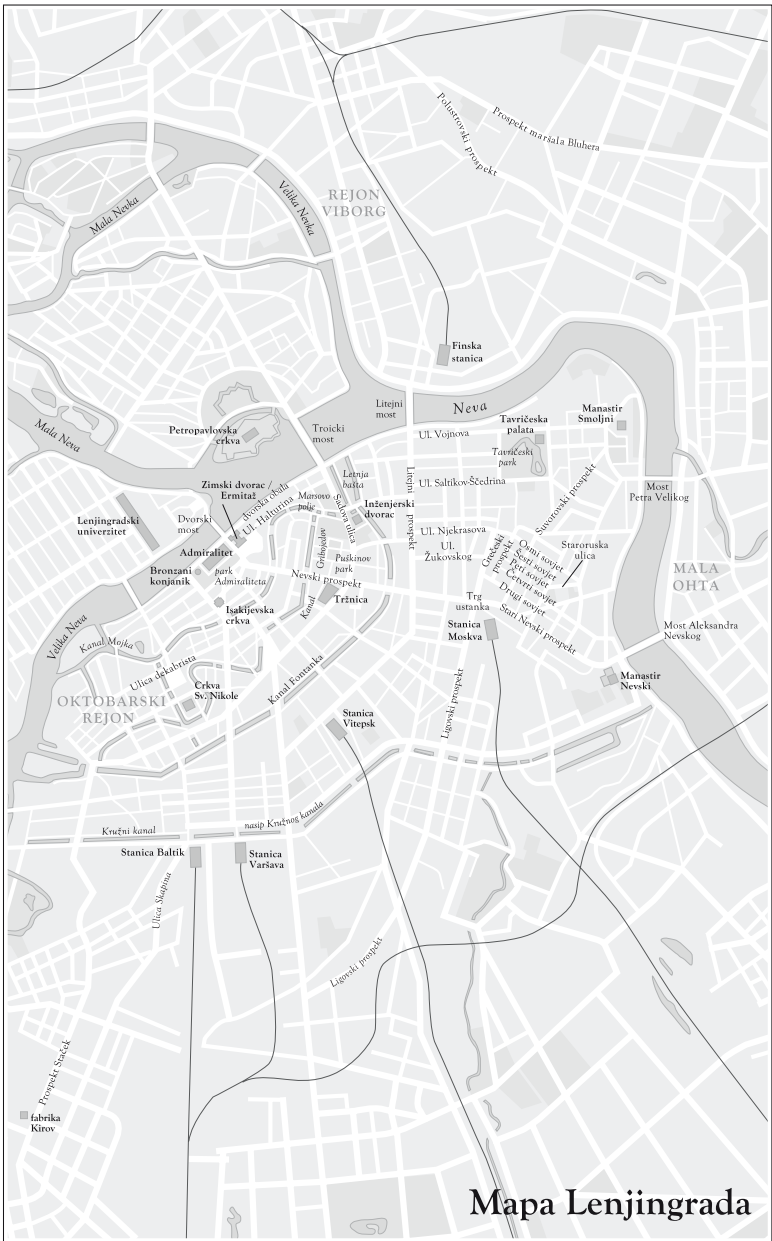 Polustrovski prospekt
Prospekt maršala Bluhera
REJON
VIBORG
Velika Nevka
Mala Nevka
Finska
stanica
Neva
Litejni
most
Mala Neva
Petropavlovska
crkva
Troicki
most
Ul. Vojnova
Tavričeska
palata
Manastir
Smoljni
Tavričeski
park
Zimski dvorac /
Ermitaž
dvorska obala
Ul. Halturina
Marsovo
polje
Letnja
bašta
Sadova ulica
Inženjerski
dvorac
Litejni prospekt
Ul. Saltikov-Ščedrina
Suvorovski prospekt
Most
Petra Velikog
Lenjingradski
univerzitet
Dvorski
most
Admiralitet
Bronzani
konjanik
park
Admiraliteta
Kanal Gribojedov
Puškinov
park
Nevski prospekt
Tržnica
Isakijevska
crkva
Ul. Njekrasova
Ul.
Žukovskog
Grečeski
prospekt
Osmi sovjet
Šesti sovjet
Peti sovjet
Četvrti sovjet
Drugi sovjet
Stari Nevski prospekt
Staroruska
ulica
MALA
OHTA
Trg
ustanka
Stanica
Moskva
Most Aleksandra
Nevskog
Manastir
Nevski
Velika Neva
Kanal Mojka
Ulica dekabrista
Crkva
Sv. Nikole
Kanal Fontanka
OKTOBARSKI
REJON
Stanica
Vitepsk
Ligovski prospekt
Kružni kanal
nasip Kružnog kanala
Stanica Baltik
Stanica
Varšava
Ulica Skapina
Ligovski prospekt
Prospekt Staček
fabrika
Kirov
Mapa Lenjingrada